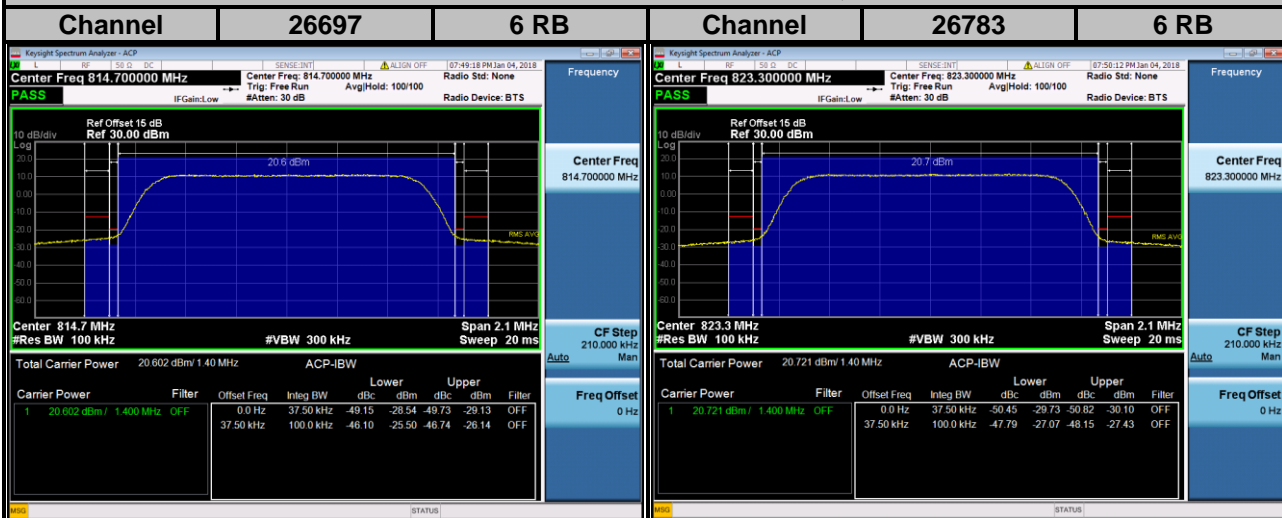 Channel 26697 6 RB Channel 26783 6 RB
Keysight Spectrum Analyzer - ACP
L RF 50 Ω DC SENSE:INT ALIGN OFF 07:49:18 PM Jan 04, 2018
Center Freq 814.700000 MHz Center Freq: 814.700000 MHz Radio Std: None Frequency
Trig: Free Run Avg|Hold: 100/100
PASS IFGain:Low #Atten: 30 dB Radio Device: BTS
Ref Offset 15 dB
10 dB/div Ref 30.00 dBm
Log
20.0
10.0
0.00
-10.0
-20.0
-30.0
-40.0
-50.0
-60.0
20.6 dBm
RMS AVG
Center Freq
814.700000 MHz
Center 814.7 MHz Span 2.1 MHz
#Res BW 100 kHz #VBW 300 kHz Sweep 20 ms
CF Step
210.000 kHz
Auto Man
Freq Offset
0 Hz
Total Carrier Power 20.602 dBm/ 1.40 MHz ACP-IBW
Lower Upper
Carrier Power Filter Offset Freq Integ BW dBc dBm dBc dBm Filter
1 20.602 dBm / 1.400 MHz OFF 0.0 Hz 37.50 kHz -49.15 -28.54 -49.73 -29.13 OFF
37.50 kHz 100.0 kHz -46.10 -25.50 -46.74 -26.14 OFF
MSG STATUS
Keysight Spectrum Analyzer - ACP
L RF 50 Ω DC SENSE:INT ALIGN OFF 07:50:12 PM Jan 04, 2018
Center Freq 823.300000 MHz Center Freq: 823.300000 MHz Radio Std: None Frequency
Trig: Free Run Avg|Hold: 100/100
PASS IFGain:Low #Atten: 30 dB Radio Device: BTS
Ref Offset 15 dB
10 dB/div Ref 30.00 dBm
Log
20.0
10.0
0.00
-10.0
-20.0
-30.0
-40.0
-50.0
-60.0
20.7 dBm
RMS AVG
Center Freq
823.300000 MHz
Center 823.3 MHz Span 2.1 MHz
#Res BW 100 kHz #VBW 300 kHz Sweep 20 ms
CF Step
210.000 kHz
Auto Man
Freq Offset
0 Hz
Total Carrier Power 20.721 dBm/ 1.40 MHz ACP-IBW
Lower Upper
Carrier Power Filter Offset Freq Integ BW dBc dBm dBc dBm Filter
1 20.721 dBm / 1.400 MHz OFF 0.0 Hz 37.50 kHz -50.45 -29.73 -50.82 -30.10 OFF
37.50 kHz 100.0 kHz -47.79 -27.07 -48.15 -27.43 OFF
MSG STATUS